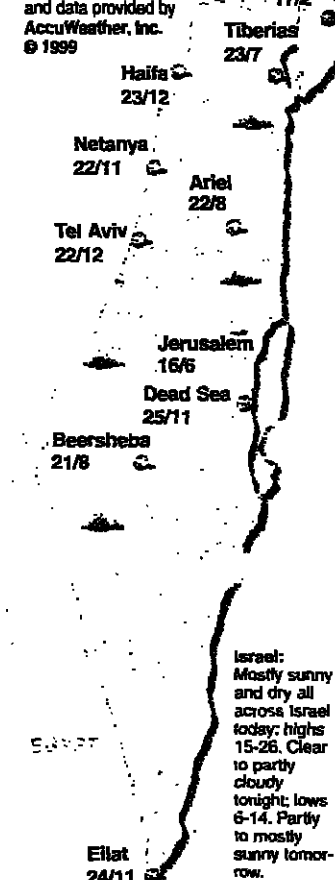 and data provided by
AccuWeather, Inc.
© 1999
Tiberias
23/7
Haifa
23/12
Netanya
22/11
Ariel
22/8
Tel Aviv
22/12
Jerusalem
16/6
Dead Sea
25/11
Beersheba
21/8
Israel:
Mostly sunny
and dry all
across Israel
today; highs
15-26. Clear
to partly
cloudy
tonight; lows
6-14. Partly
to mostly
sunny tomor-
row.
EGYPT
Eilat
24/11